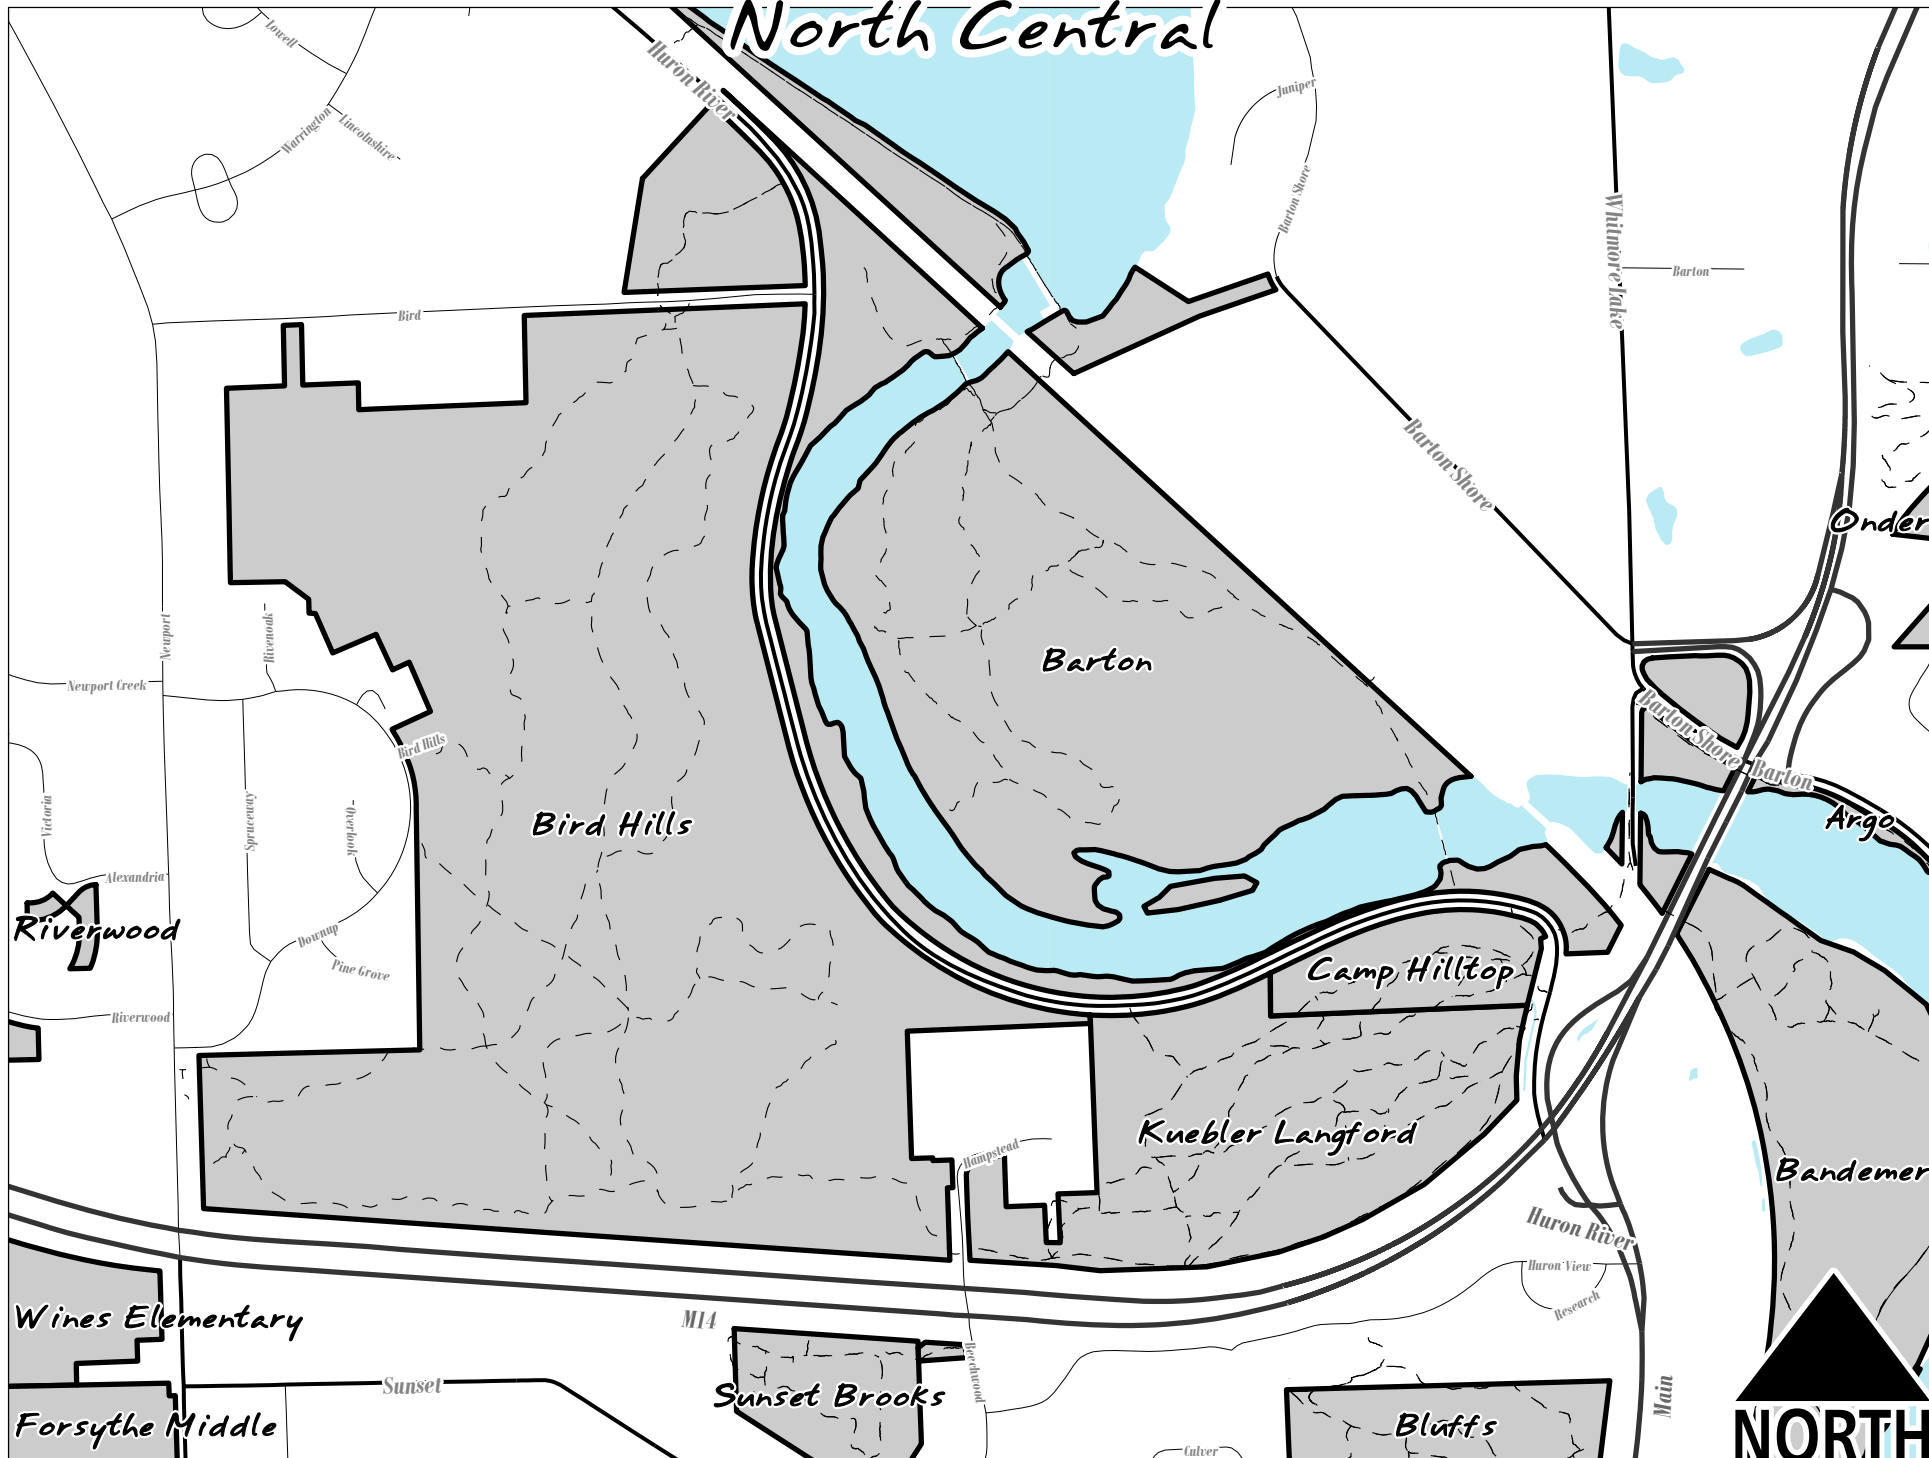 North Central
Lowell
Huron River
Warrington
Lincolnshire
Juniper
Barton Shore
Whitmore Lake
Barton
Bird
Barton Shore
Onder
Newport
Rivenoak
Barton
Newport Creek
Bird Hills
Barton Shore
Barton
Victoria
Spruceway
Overlook
Bird Hills
Argo
Alexandria
Riverwood
Downup
Pine Grove
Camp Hilltop
Riverwood
Kuebler Langford
Hampstead
Bandemer
Huron River
Huron View
Research
Wines Elementary
M14
Beechwood
Sunset
Sunset Brooks
Main
Forsythe Middle
Bluffs
Culver
NORTH